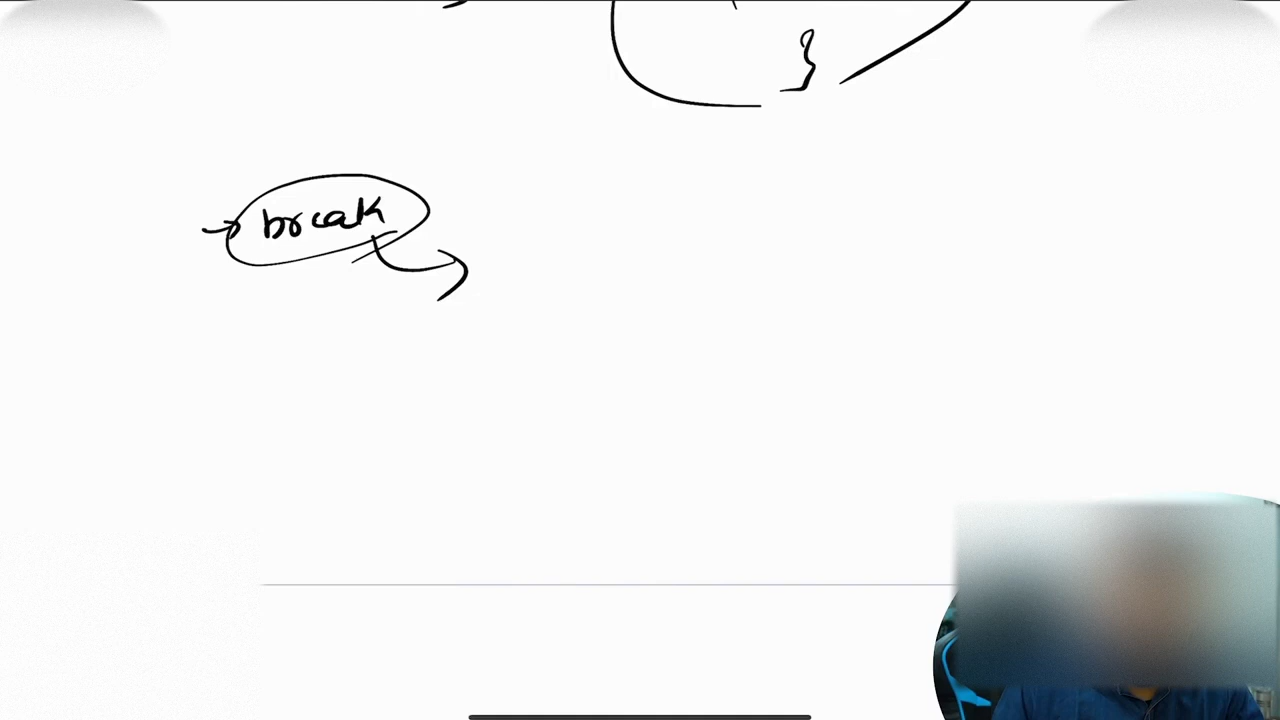 }
→ break